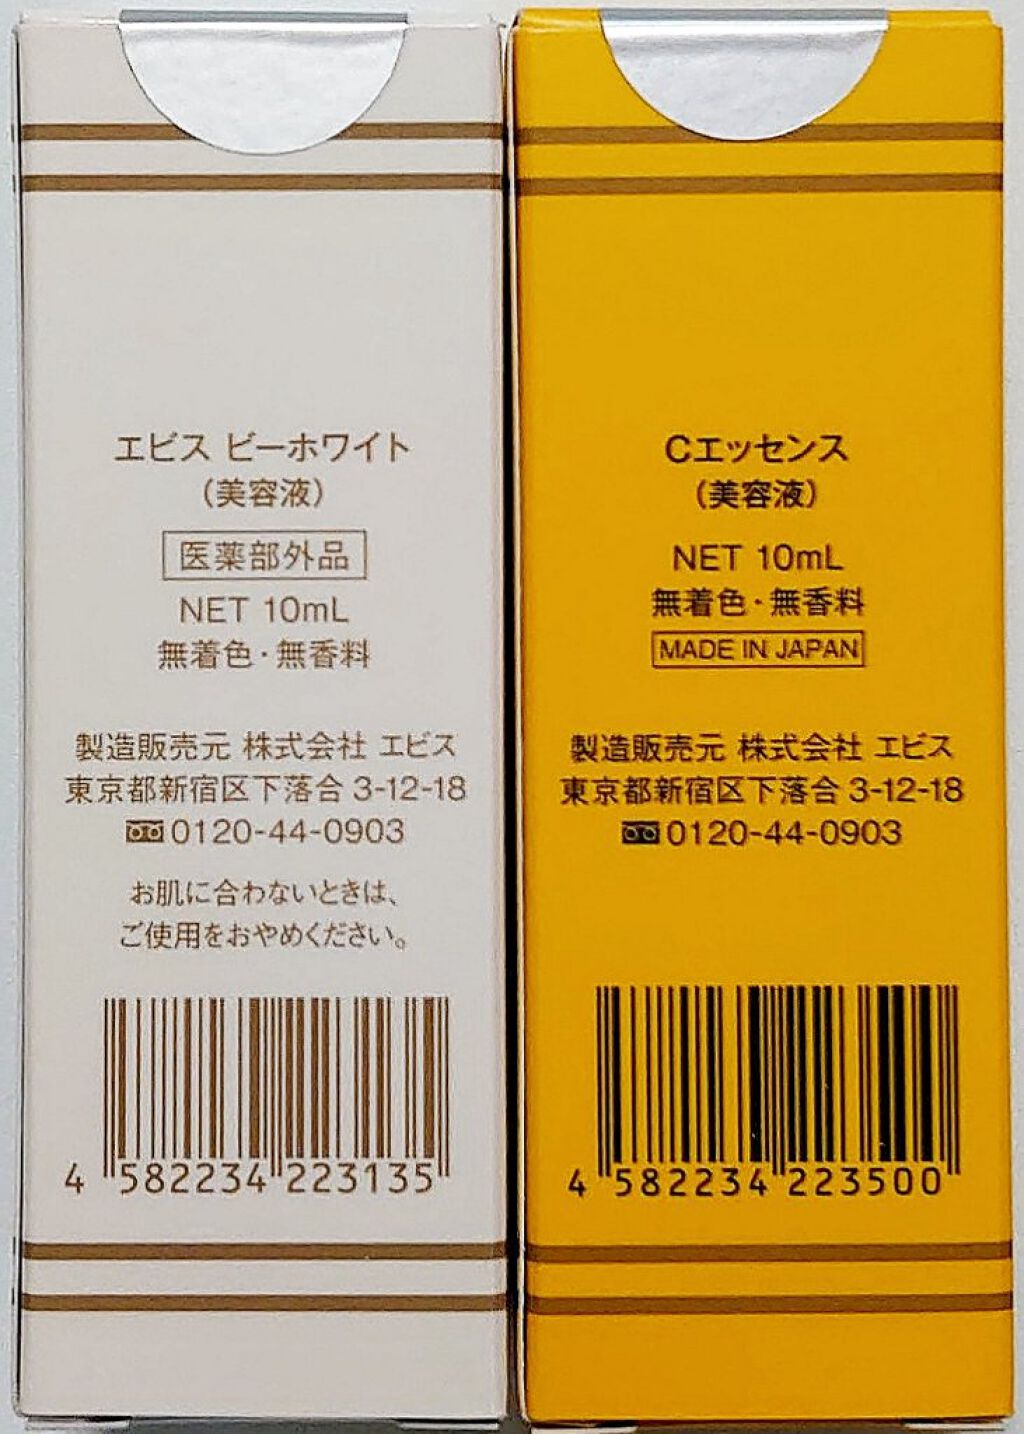 エビス ビーホワイト
（美容液）
医薬部外品
NET 10mL
無着色・無香料
製造販売元 株式会社 エビス
東京都新宿区下落合 3-12-18
0120-44-0903
お肌に合わないときは、
ご使用をおやめください。
4 582234 223135
Cエッセンス
（美容液）
NET 10mL
無着色・無香料
MADE IN JAPAN
製造販売元 株式会社 エビス
東京都新宿区下落合 3-12-18
0120-44-0903
4 582234 223500